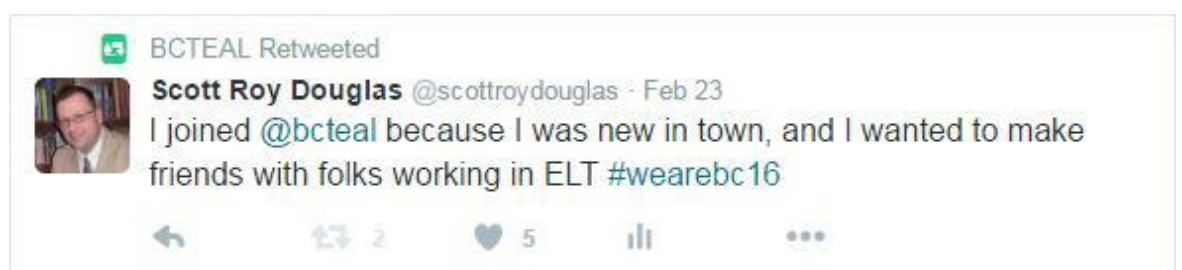 BCTEAL Retweeted
Scott Roy Douglas @scottroydouglas · Feb 23
I joined @bcteal because I was new in town, and I wanted to make
friends with folks working in ELT #wearebc16
2 5